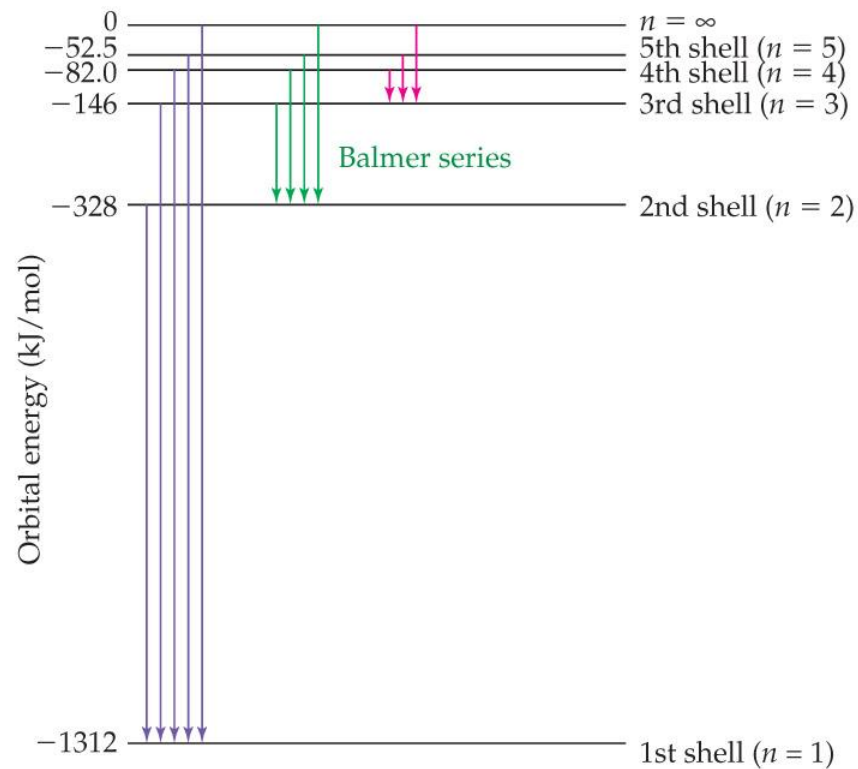 0
n = ∞
−52.5
5th shell (n = 5)
−82.0
4th shell (n = 4)
−146
3rd shell (n = 3)
Balmer series
−328
2nd shell (n = 2)
Orbital energy (kJ/mol)
−1312
1st shell (n = 1)